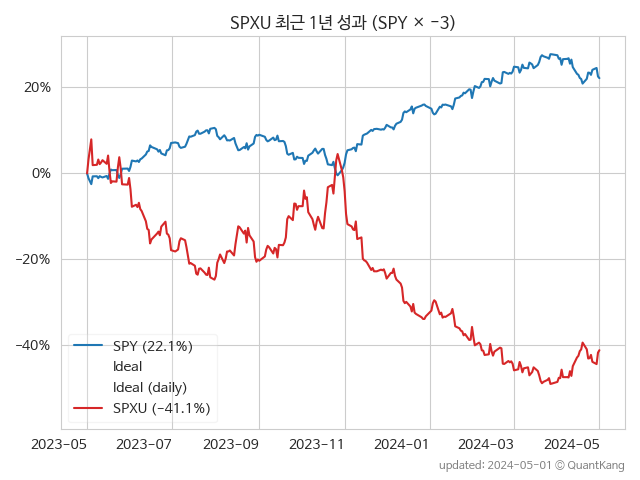 SPXU 최근 1년 성과 (SPY × −3)
20%
0%
−20%
−40%
SPY (22.1%)
Ideal
Ideal (daily)
SPXU (−41.1%)
2023-05
2023-07
2023-09
2023-11
2024-01
2024-03
2024-05
updated: 2024-05-01 © QuantKang